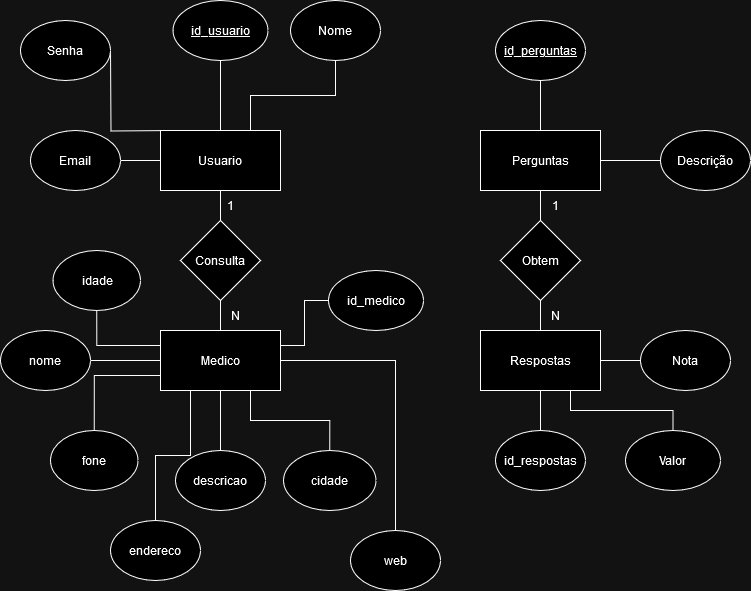 id_usuario
Nome
Senha
id_perguntas
Email
Usuario
Perguntas
Descrição
1
1
Consulta
Obtem
idade
id_medico
N
N
nome
Medico
Respostas
Nota
fone
descricao
cidade
id_respostas
Valor
endereco
web